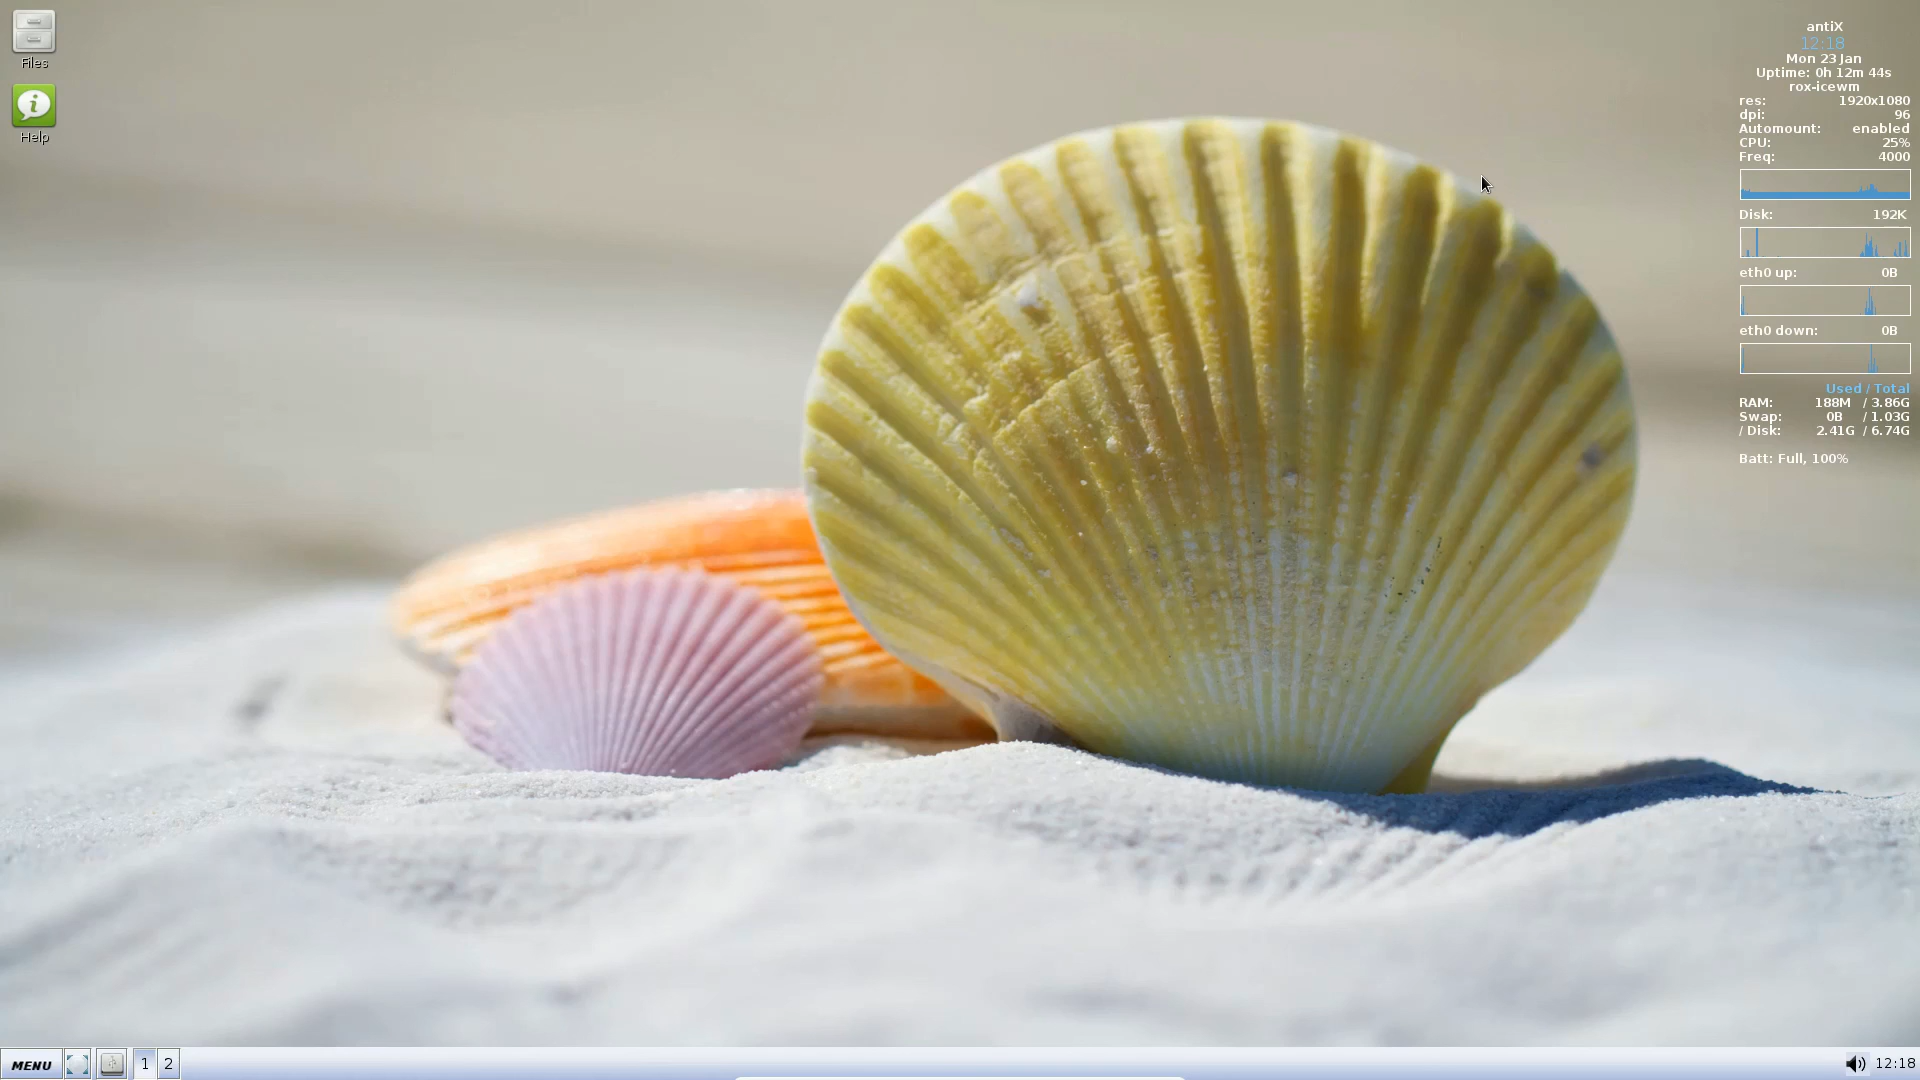 Files
Help
antiX
12:18
Mon 23 Jan
Uptime: 0h 12m 44s
rox-icewm
res: 1920x1080
dpi: 96
Automount: enabled
CPU: 25%
Freq: 4000
Disk: 192K
eth0 up: 0B
eth0 down: 0B
Used / Total
RAM: 188M / 3.86G
Swap: 0B / 1.03G
/ Disk: 2.41G / 6.74G
Batt: Full, 100%
MENU 1 2 12:18